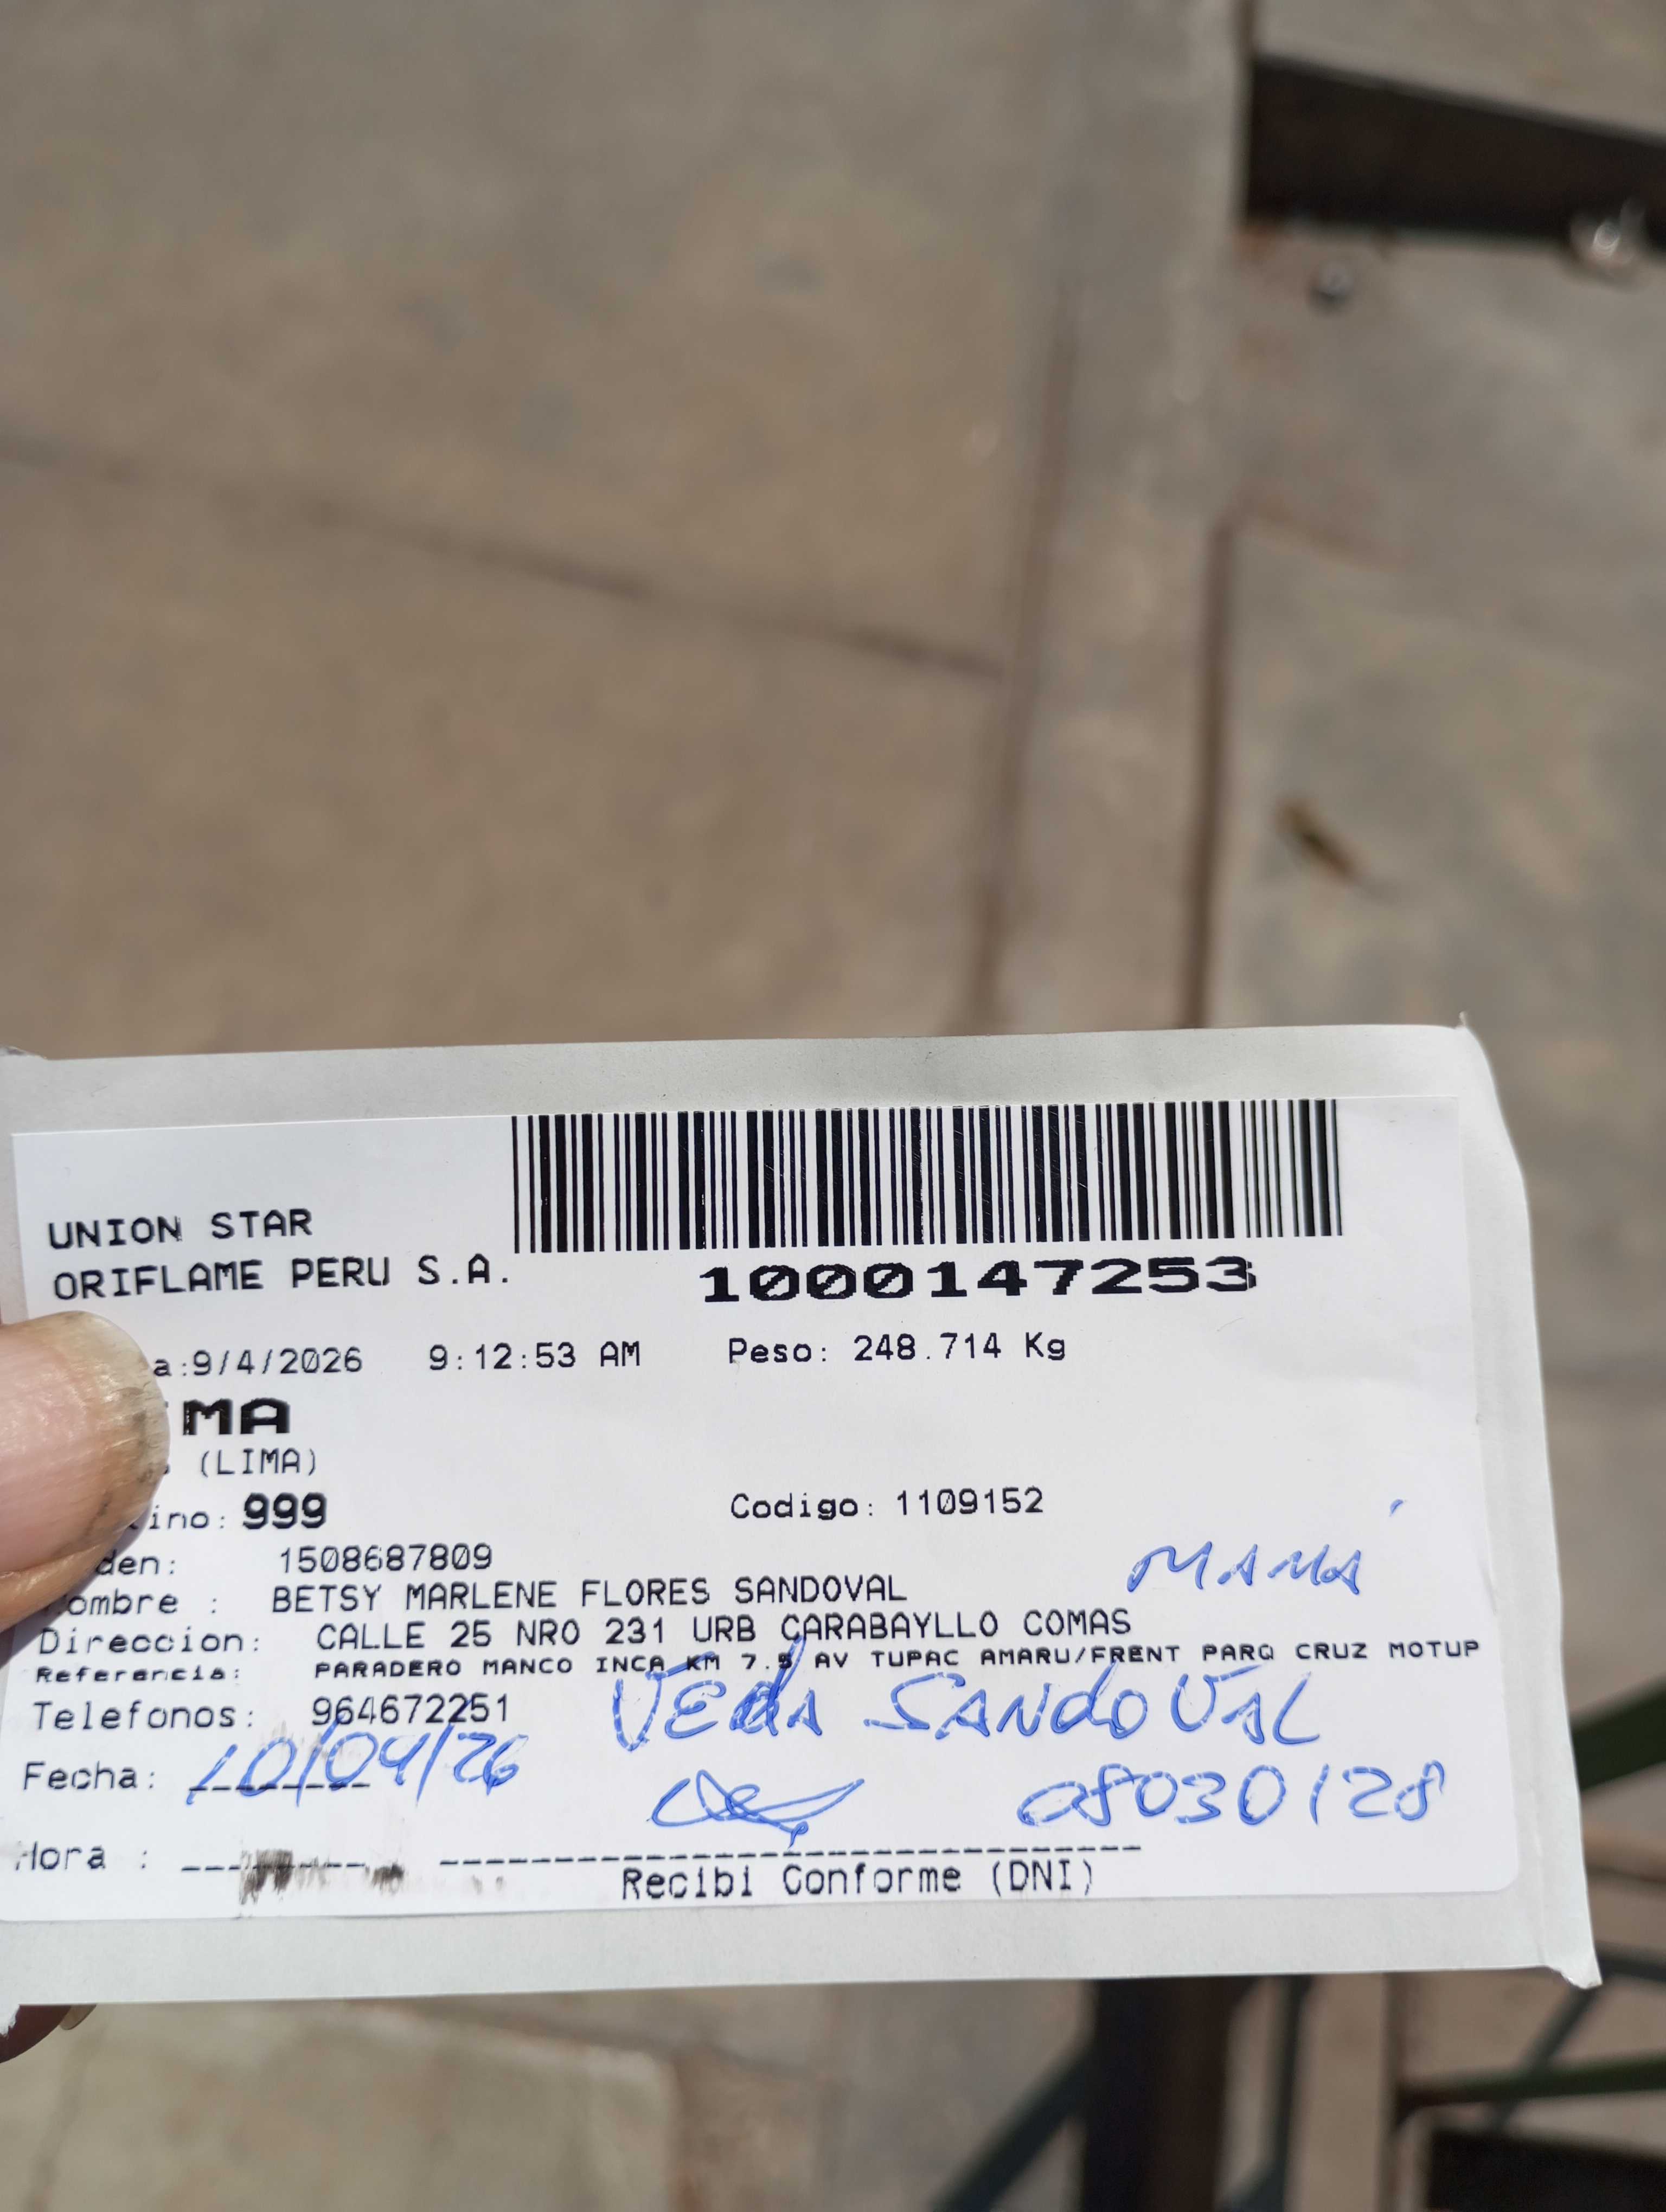 UNION STAR
ORIFLAME PERU S.A.
1000147253
a:9/4/2026 9:12:53 AM Peso: 248.714 Kg
MA
(LIMA)
ino: 999 Codigo: 1109152
den: 1508687809
ombre : BETSY MARLENE FLORES SANDOVAL
MAMÁ
Direccion: CALLE 25 NRO 231 URB CARABAYLLO COMAS
Referencia: PARADERO MANCO INCA KM 7.5 AV TUPAC AMARU/FRENT PARQ CRUZ MOTUP
Telefonos: 964672251
VEdA SANdOVAL
Fecha: 10/04/26
08030128
Hora :
Recibi Conforme (DNI)